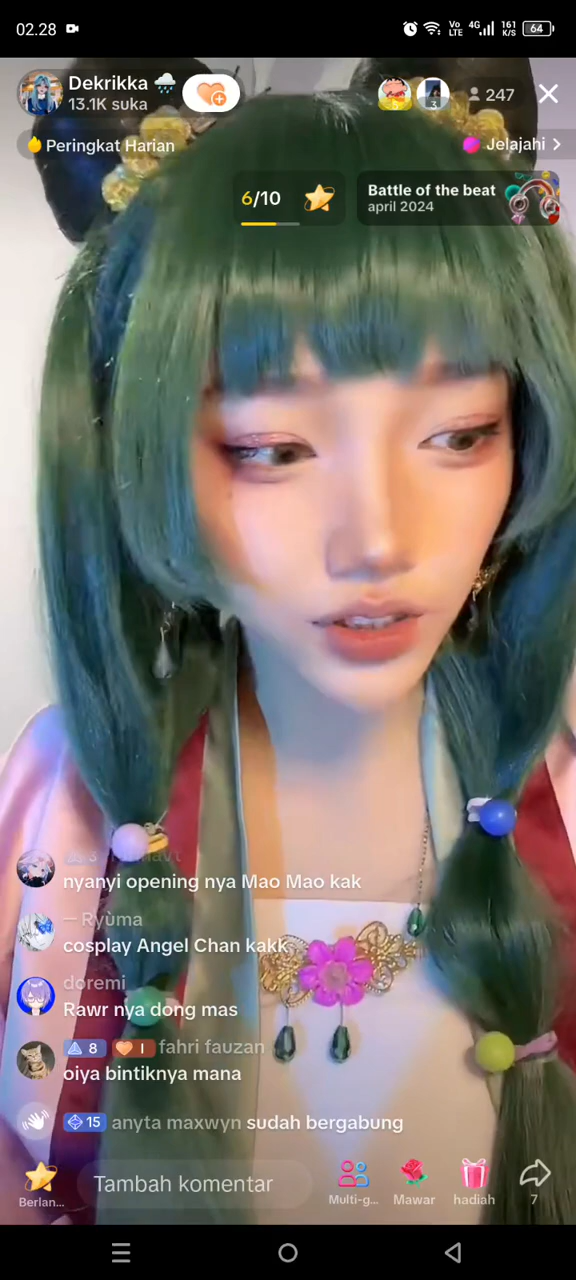 02.28
Vo
LTE
4G
161
K/S
64
Dekrikka
13.1K suka
3
247
Peringkat Harian
Jelajahi
6/10
Battle of the beat
april 2024
nyanyi opening nya Mao Mao kak
— Ryùma
cosplay Angel Chan kakk
doremi
Rawr nya dong mas
8 I fahri fauzan
oiya bintiknya mana
15 anyta maxwyn sudah bergabung
Berlan...
Tambah komentar
Multi-g...
Mawar
hadiah
7